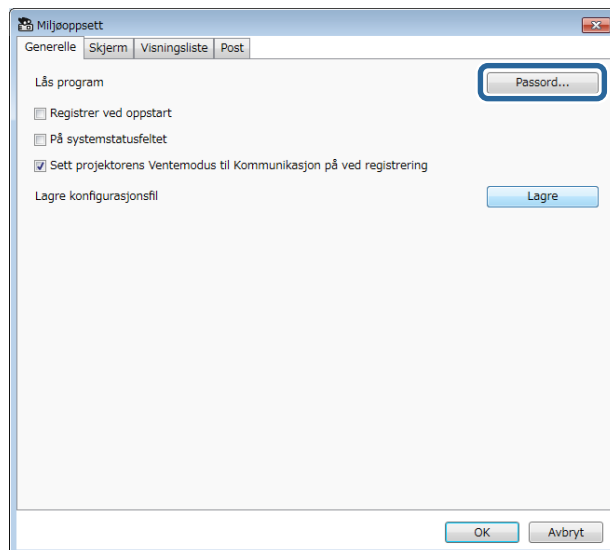 Miljøoppsett
Generelle Skjerm Visningsliste Post
Lås program Passord...
Registrer ved oppstart
På systemstatusfeltet
Sett projektorens Ventemodus til Kommunikasjon på ved registrering
Lagre konfigurasjonsfil Lagre
OK Avbryt